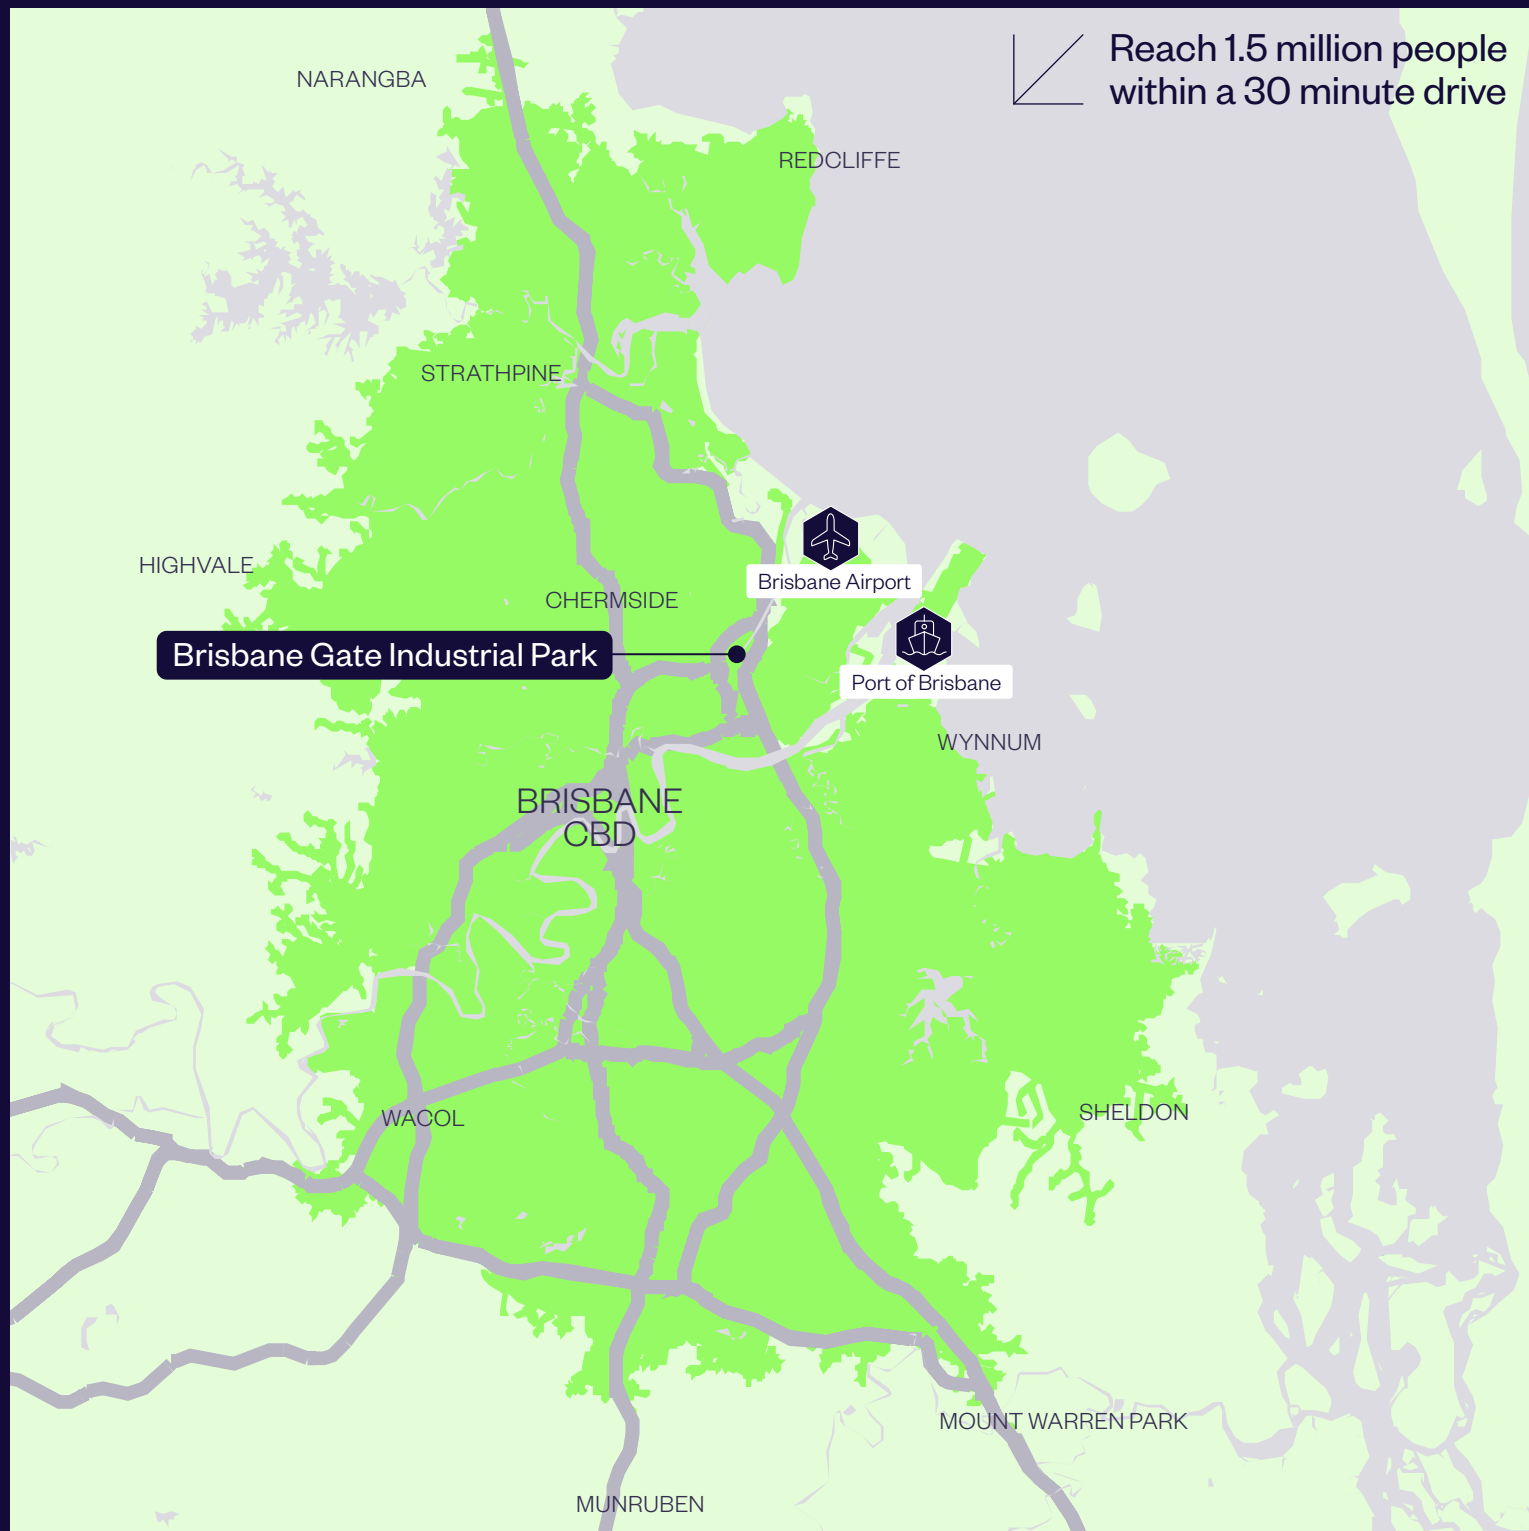 Reach 1.5 million people
within a 30 minute drive
NARANGBA
REDCLIFFE
STRATHPINE
HIGHVALE
Brisbane Airport
CHERMSIDE
Brisbane Gate Industrial Park
Port of Brisbane
WYNNUM
BRISBANE
CBD
SHELDON
WACOL
MOUNT WARREN PARK
MUNRUBEN